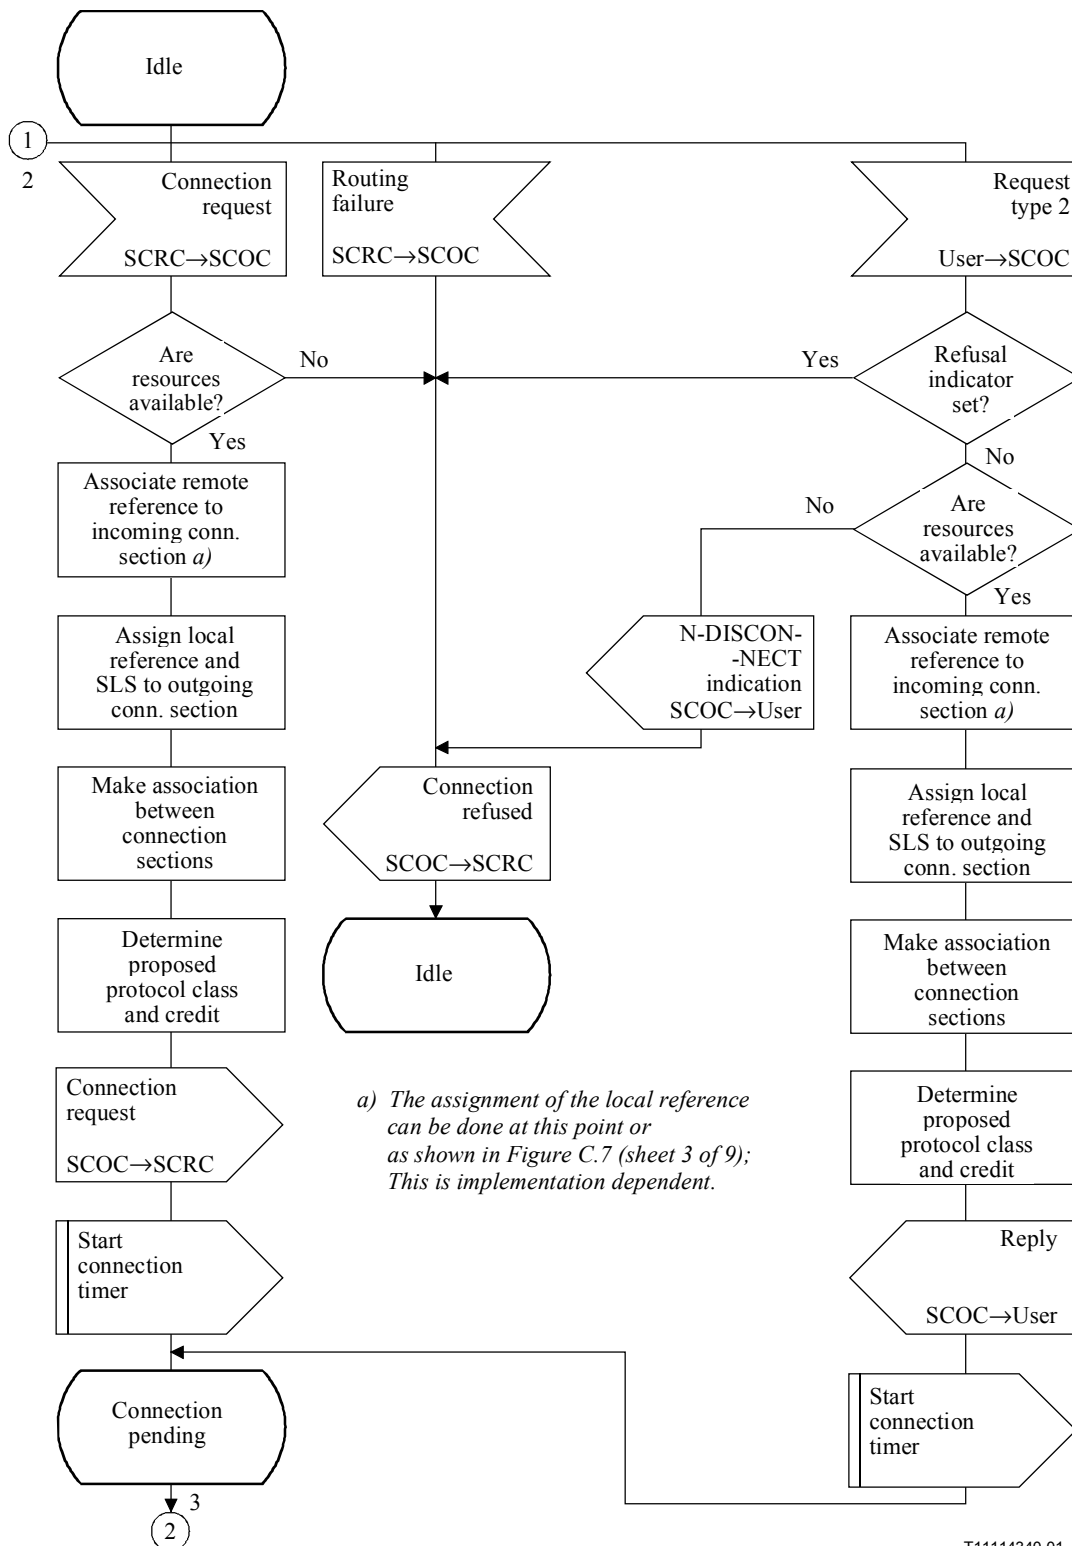 Idle
1
2
Connection
request
SCRC→SCOC
Routing
failure
SCRC→SCOC
Request
type 2
User→SCOC
Are
resources
available?
No
Yes
Yes
Refusal
indicator
set?
No
Associate remote
reference to
incoming conn.
section a)
No
Are
resources
available?
Yes
Assign local
reference and
SLS to outgoing
conn. section
N-DISCON-
-NECT
indication
SCOC→User
Associate remote
reference to
incoming conn.
section a)
Make association
between
connection
sections
Connection
refused
SCOC→SCRC
Assign local
reference and
SLS to outgoing
conn. section
Determine
proposed
protocol class
and credit
Idle
Make association
between
connection
sections
Connection
request
SCOC→SCRC
a) The assignment of the local reference
can be done at this point or
as shown in Figure C.7 (sheet 3 of 9);
This is implementation dependent.
Determine
proposed
protocol class
and credit
Start
connection
timer
Reply
SCOC→User
Connection
pending
Start
connection
timer
3
2